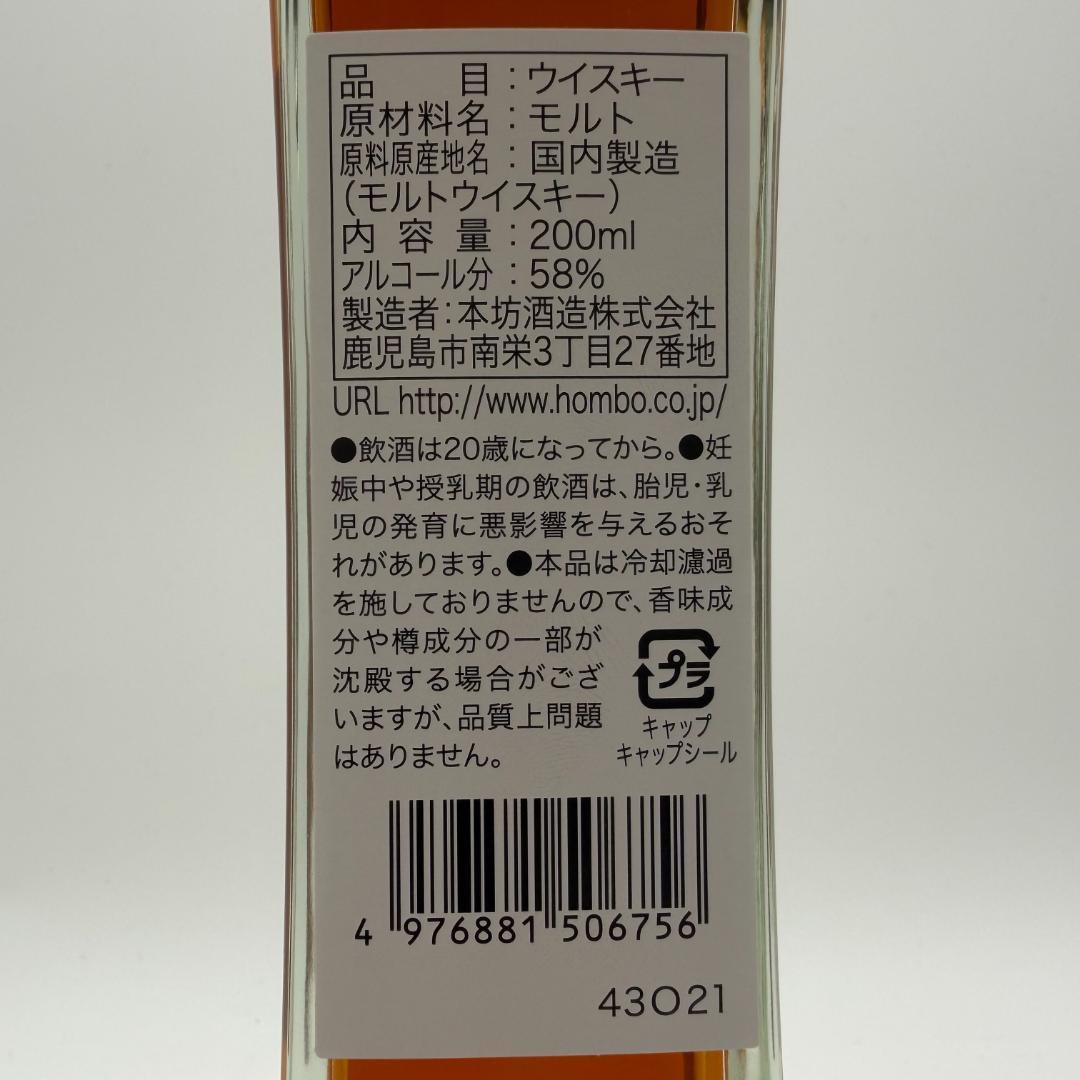 品目：ウイスキー
原材料名：モルト
原料原産地名：国内製造
（モルトウイスキー）
内容量：200ml
アルコール分：58%
製造者：本坊酒造株式会社
鹿児島市南栄3丁目27番地
URL http://www.hombo.co.jp/
●飲酒は20歳になってから。●妊
娠中や授乳期の飲酒は、胎児・乳
児の発育に悪影響を与えるおそ
れがあります。●本品は冷却濾過
を施しておりませんので、香味成
分や樽成分の一部が
沈殿する場合がござ
いますが、品質上問題
はありません。
プラ
キャップ
キャップシール
4 976881 506756
43O21